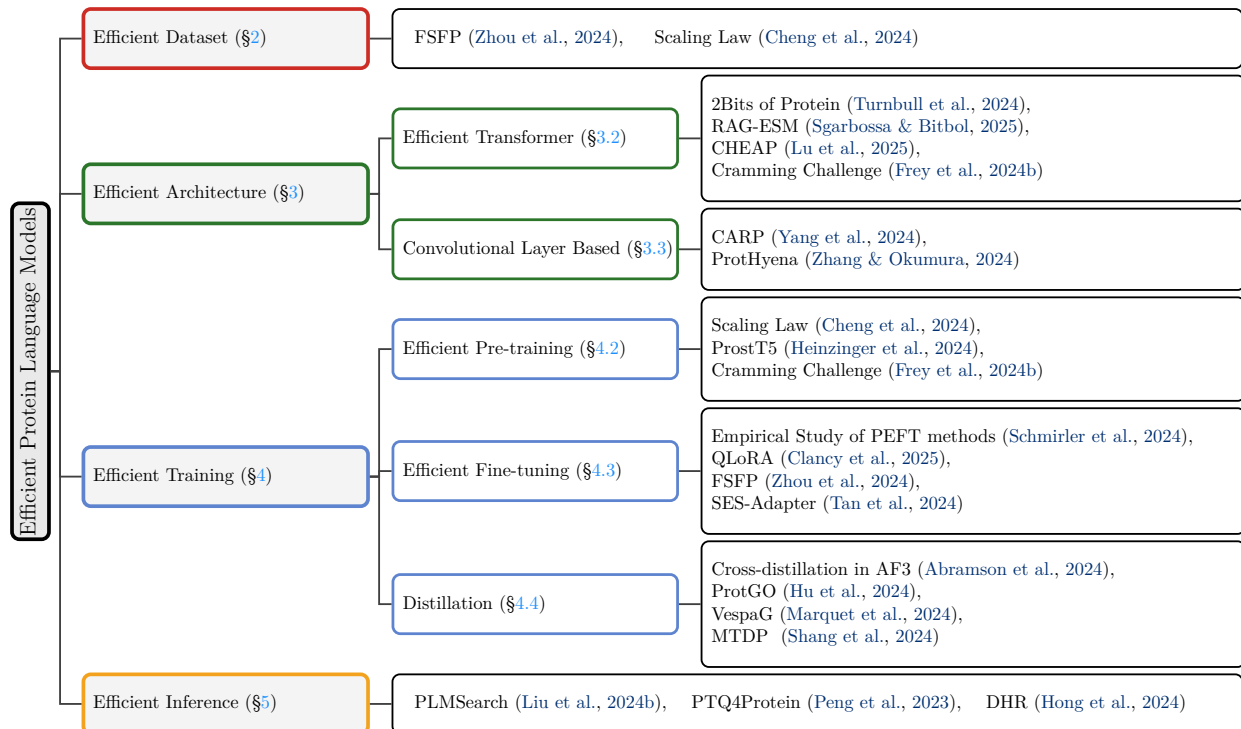 Efficient Protein Language Models
Efficient Dataset (§2)
FSFP (Zhou et al., 2024), Scaling Law (Cheng et al., 2024)
Efficient Architecture (§3)
Efficient Transformer (§3.2)
2Bits of Protein (Turnbull et al., 2024),
RAG-ESM (Sgarbossa & Bitbol, 2025),
CHEAP (Lu et al., 2025),
Cramming Challenge (Frey et al., 2024b)
Convolutional Layer Based (§3.3)
CARP (Yang et al., 2024),
ProtHyena (Zhang & Okumura, 2024)
Efficient Training (§4)
Efficient Pre-training (§4.2)
Scaling Law (Cheng et al., 2024),
ProstT5 (Heinzinger et al., 2024),
Cramming Challenge (Frey et al., 2024b)
Efficient Fine-tuning (§4.3)
Empirical Study of PEFT methods (Schmirler et al., 2024),
QLoRA (Clancy et al., 2025),
FSFP (Zhou et al., 2024),
SES-Adapter (Tan et al., 2024)
Distillation (§4.4)
Cross-distillation in AF3 (Abramson et al., 2024),
ProtGO (Hu et al., 2024),
VespaG (Marquet et al., 2024),
MTDP (Shang et al., 2024)
Efficient Inference (§5)
PLMSearch (Liu et al., 2024b), PTQ4Protein (Peng et al., 2023), DHR (Hong et al., 2024)